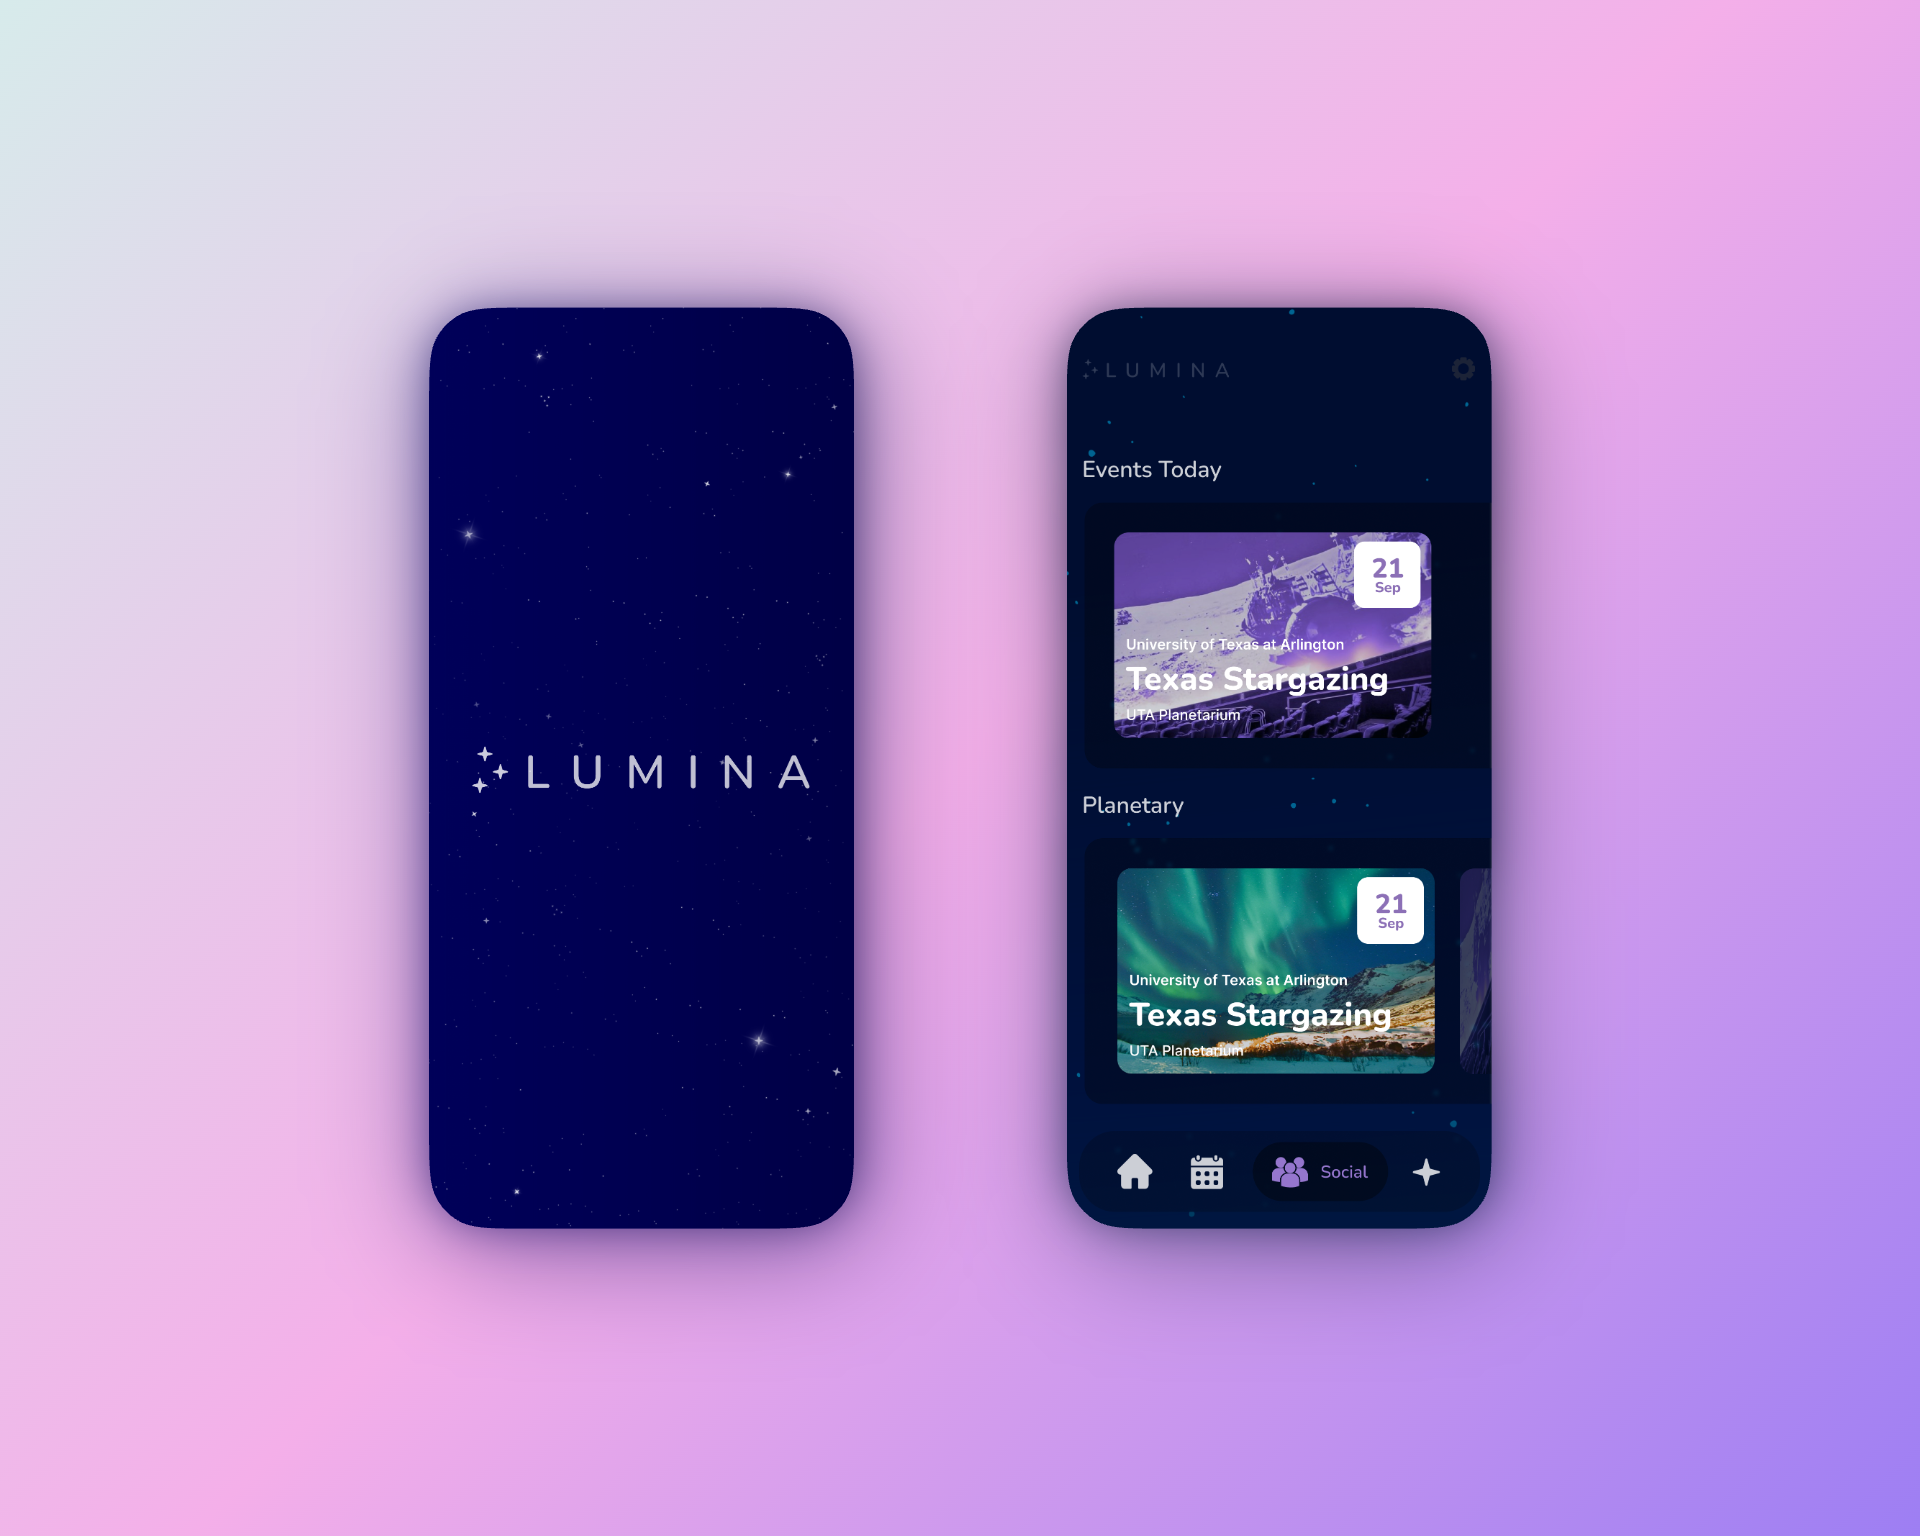 LUMINA
LUMINA
Events Today
21
Sep
University of Texas at Arlington
Texas Stargazing
UTA Planetarium
Planetary
21
Sep
University of Texas at Arlington
Texas Stargazing
UTA Planetarium
Social